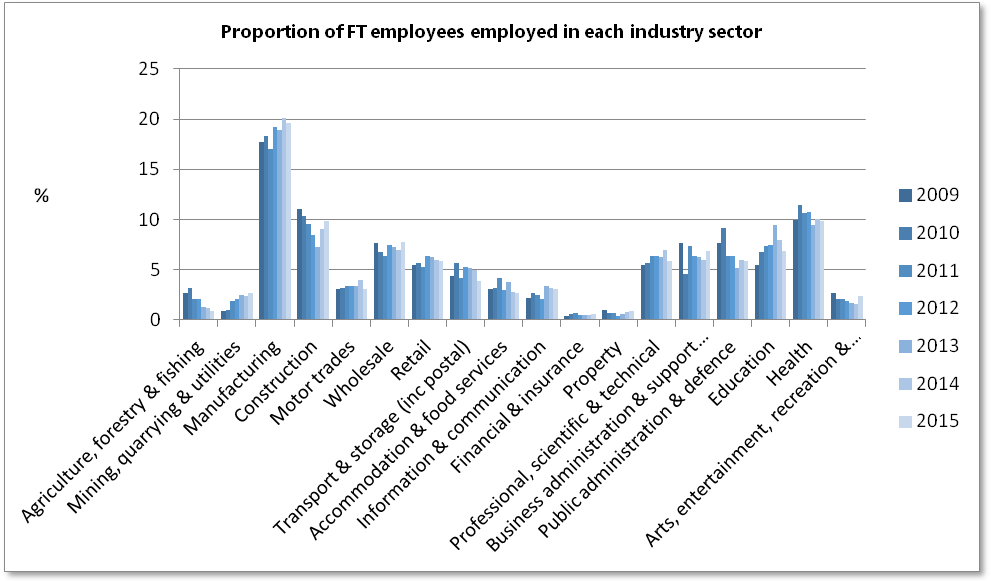 Proportion of FT employees employed in each industry sector
25
20
15
10
5
0
%
Agriculture, forestry & fishing
Mining, quarrying & utilities
Manufacturing
Construction
Motor trades
Wholesale
Retail
Transport & storage (inc postal)
Accommodation & food services
Information & communication
Financial & insurance
Property
Professional, scientific & technical
Business administration & support...
Public administration & defence
Education
Health
Arts, entertainment, recreation &...
2009
2010
2011
2012
2013
2014
2015